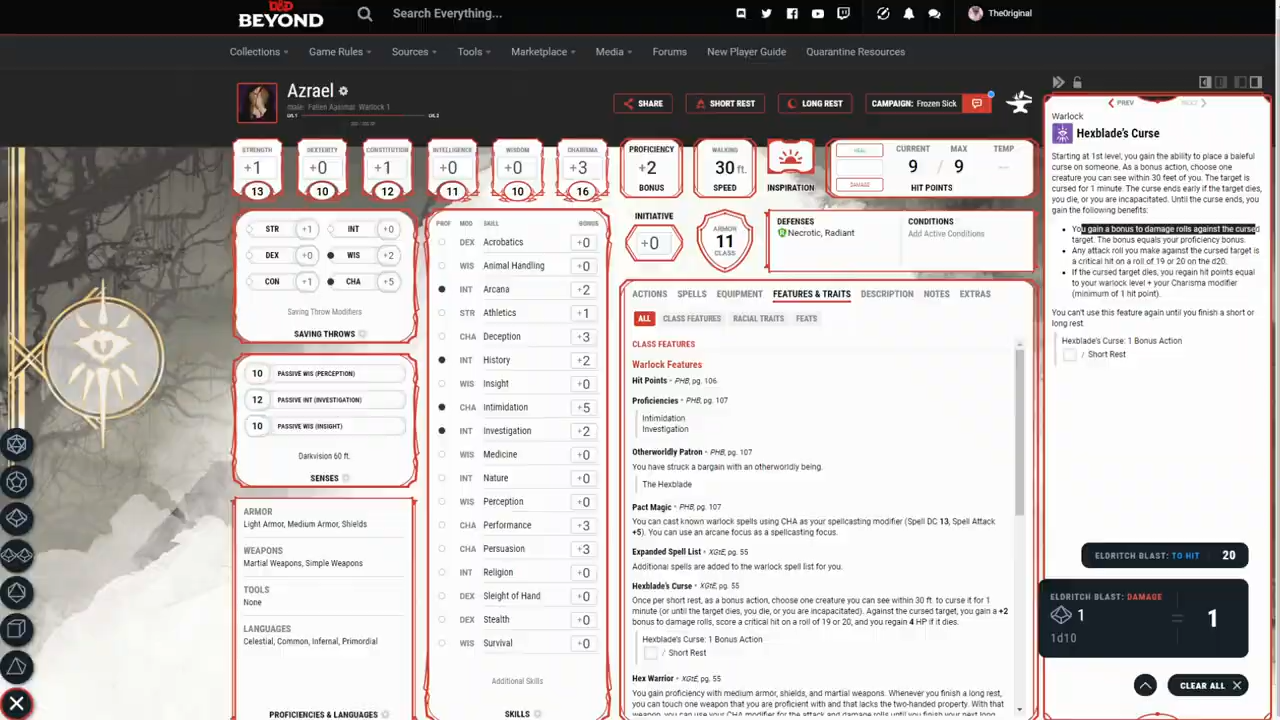 D&D
BEYOND
Search Everything...
TheOriginal
Collections
Game Rules
Sources
Tools
Marketplace
Media
Forums
New Player Guide
Quarantine Resources
Azrael
Male Fallen Aasimar Warlock 1
LVL 1
LVL 2
SHARE
SHORT REST
LONG REST
CAMPAIGN: Frozen Sick
STRENGTH
+1
13
DEXTERITY
+0
10
CONSTITUTION
+1
12
INTELLIGENCE
+0
11
WISDOM
+0
10
CHARISMA
+3
16
PROFICIENCY
+2
BONUS
WALKING
30 ft.
SPEED
INSPIRATION
HEAL
DAMAGE
CURRENT
9
/
MAX
9
TEMP
--
HIT POINTS
STR +1
INT +0
DEX +0
WIS +2
CON +1
CHA +5
Saving Throw Modifiers
SAVING THROWS
10 PASSIVE WIS (PERCEPTION)
12 PASSIVE INT (INVESTIGATION)
10 PASSIVE WIS (INSIGHT)
Darkvision 60 ft.
SENSES
ARMOR
Light Armor, Medium Armor, Shields
WEAPONS
Martial Weapons, Simple Weapons
TOOLS
None
LANGUAGES
Celestial, Common, Infernal, Primordial
PROFICIENCIES & LANGUAGES
PROF MOD SKILL BONUS
DEX Acrobatics +0
WIS Animal Handling +0
INT Arcana +2
STR Athletics +1
CHA Deception +3
INT History +2
WIS Insight +0
CHA Intimidation +5
INT Investigation +2
WIS Medicine +0
INT Nature +0
WIS Perception +0
CHA Performance +3
CHA Persuasion +3
INT Religion +0
DEX Sleight of Hand +0
DEX Stealth +0
WIS Survival +0
Additional Skills
SKILLS
INITIATIVE
+0
ARMOR
11
CLASS
DEFENSES
Necrotic, Radiant
CONDITIONS
Add Active Conditions
ACTIONS
SPELLS
EQUIPMENT
FEATURES & TRAITS
DESCRIPTION
NOTES
EXTRAS
ALL
CLASS FEATURES
RACIAL TRAITS
FEATS
CLASS FEATURES
Warlock Features
Hit Points • PHB, pg. 106
Proficiencies • PHB, pg. 107
Intimidation
Investigation
Otherworldly Patron • PHB, pg. 107
You have struck a bargain with an otherworldly being.
The Hexblade
Pact Magic • PHB, pg. 107
You can cast known warlock spells using CHA as your spellcasting modifier (Spell DC 13, Spell Attack
+5). You can use an arcane focus as a spellcasting focus.
Expanded Spell List • XGtE, pg. 55
Additional spells are added to the warlock spell list for you.
Hexblade's Curse • XGtE, pg. 55
Once per short rest, as a bonus action, choose one creature you can see within 30 ft. to curse it for 1
minute (or until the target dies, you die, or you are incapacitated). Against the cursed target, you gain a +2
bonus to damage rolls, score a critical hit on a roll of 19 or 20, and you regain 4 HP if it dies.
Hexblade's Curse: 1 Bonus Action
/ Short Rest
Hex Warrior • XGtE, pg. 55
You gain proficiency with medium armor, shields, and martial weapons. Whenever you finish a long rest,
you can touch one weapon that you are proficient with and that lacks the two-handed property. With
that weapon, you can use your CHA modifier for the attack and damage rolls until you finish your next long
PREV
NEXT
Warlock
Hexblade's Curse
Starting at 1st level, you gain the ability to place a baleful
curse on someone. As a bonus action, choose one
creature you can see within 30 feet of you. The target is
cursed for 1 minute. The curse ends early if the target dies,
you die, or you are incapacitated. Until the curse ends, you
gain the following benefits:
• You gain a bonus to damage rolls against the cursed
target. The bonus equals your proficiency bonus.
• Any attack roll you make against the cursed target is
a critical hit on a roll of 19 or 20 on the d20.
• If the cursed target dies, you regain hit points equal
to your warlock level + your Charisma modifier
(minimum of 1 hit point).
You can't use this feature again until you finish a short or
long rest
Hexblade's Curse: 1 Bonus Action
/ Short Rest
ELDRITCH BLAST: TO HIT 20
ELDRITCH BLAST: DAMAGE
1 = 1
1d10
CLEAR ALL X